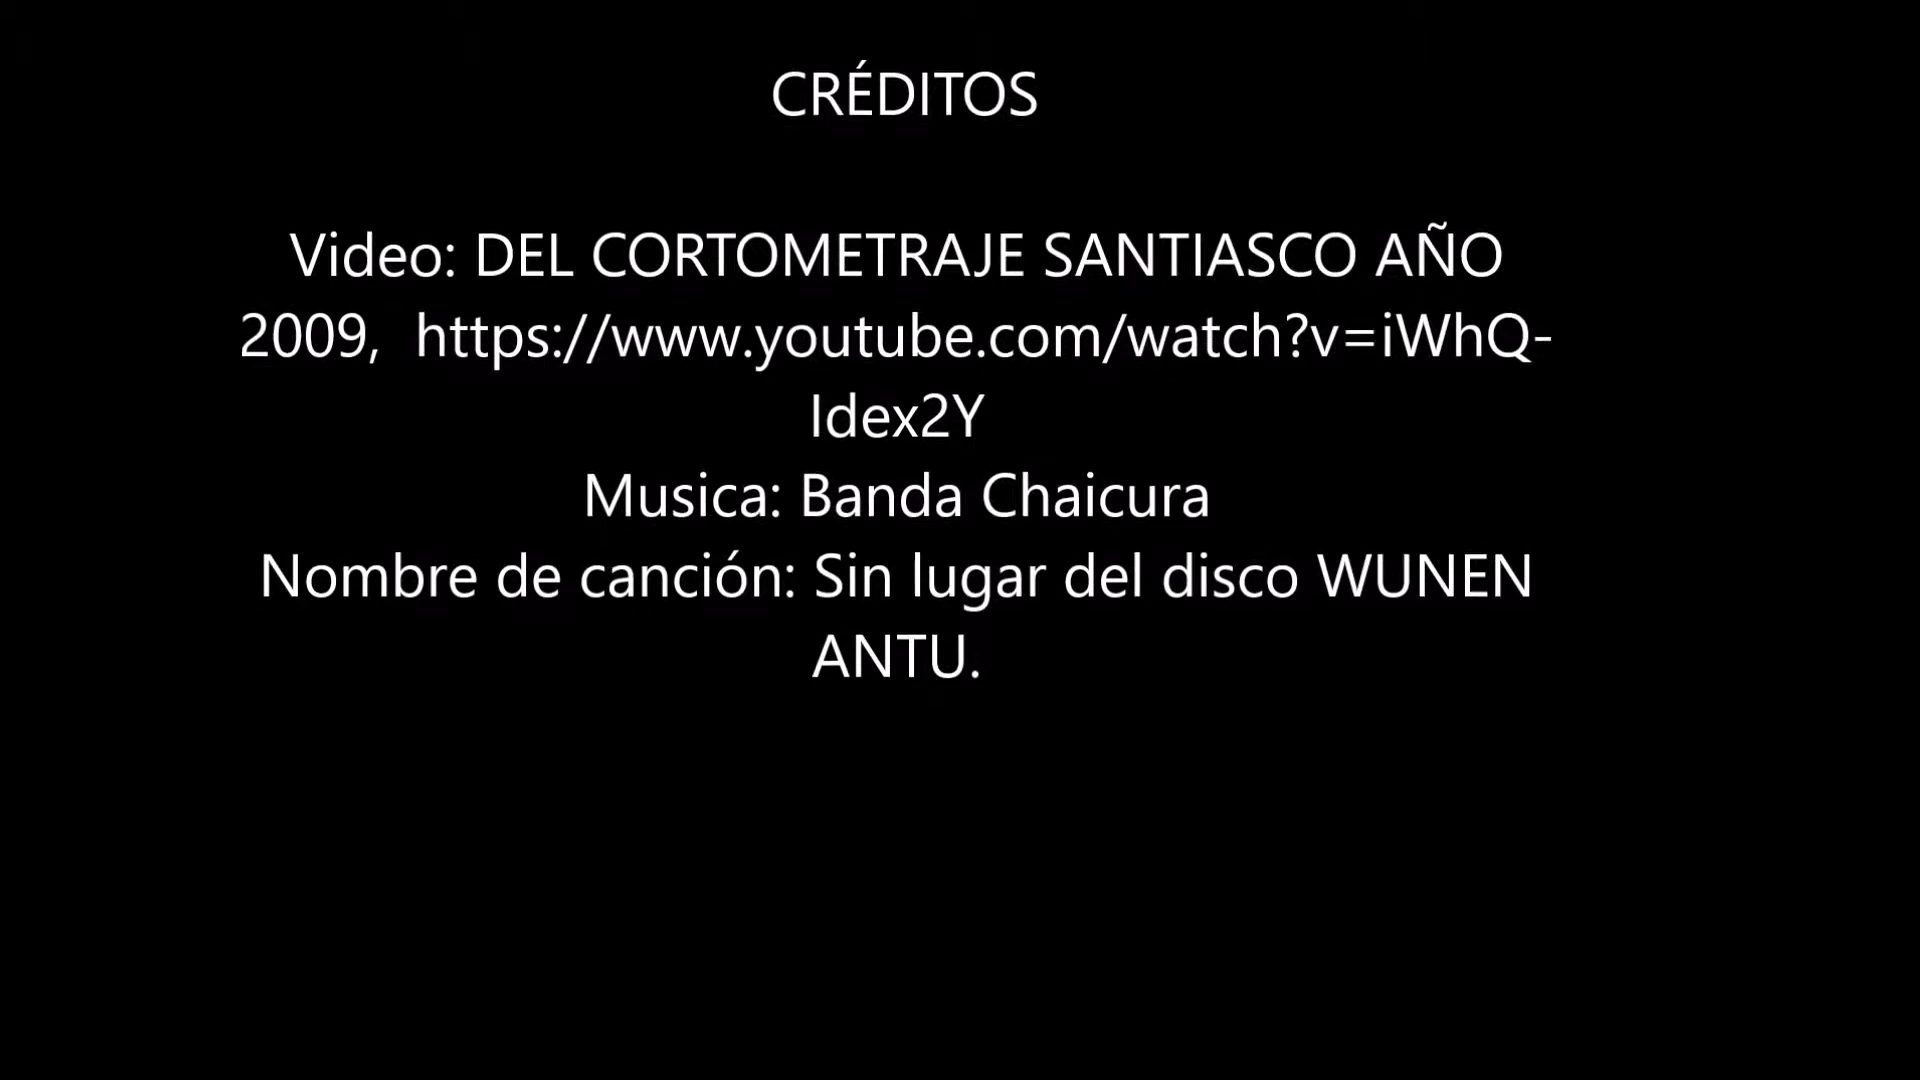 CRÉDITOS
Video: DEL CORTOMETRAJE SANTIASCO AÑO
2009,  https://www.youtube.com/watch?v=iWhQ-
Idex2Y
Musica: Banda Chaicura
Nombre de canción: Sin lugar del disco WUNEN
ANTU.